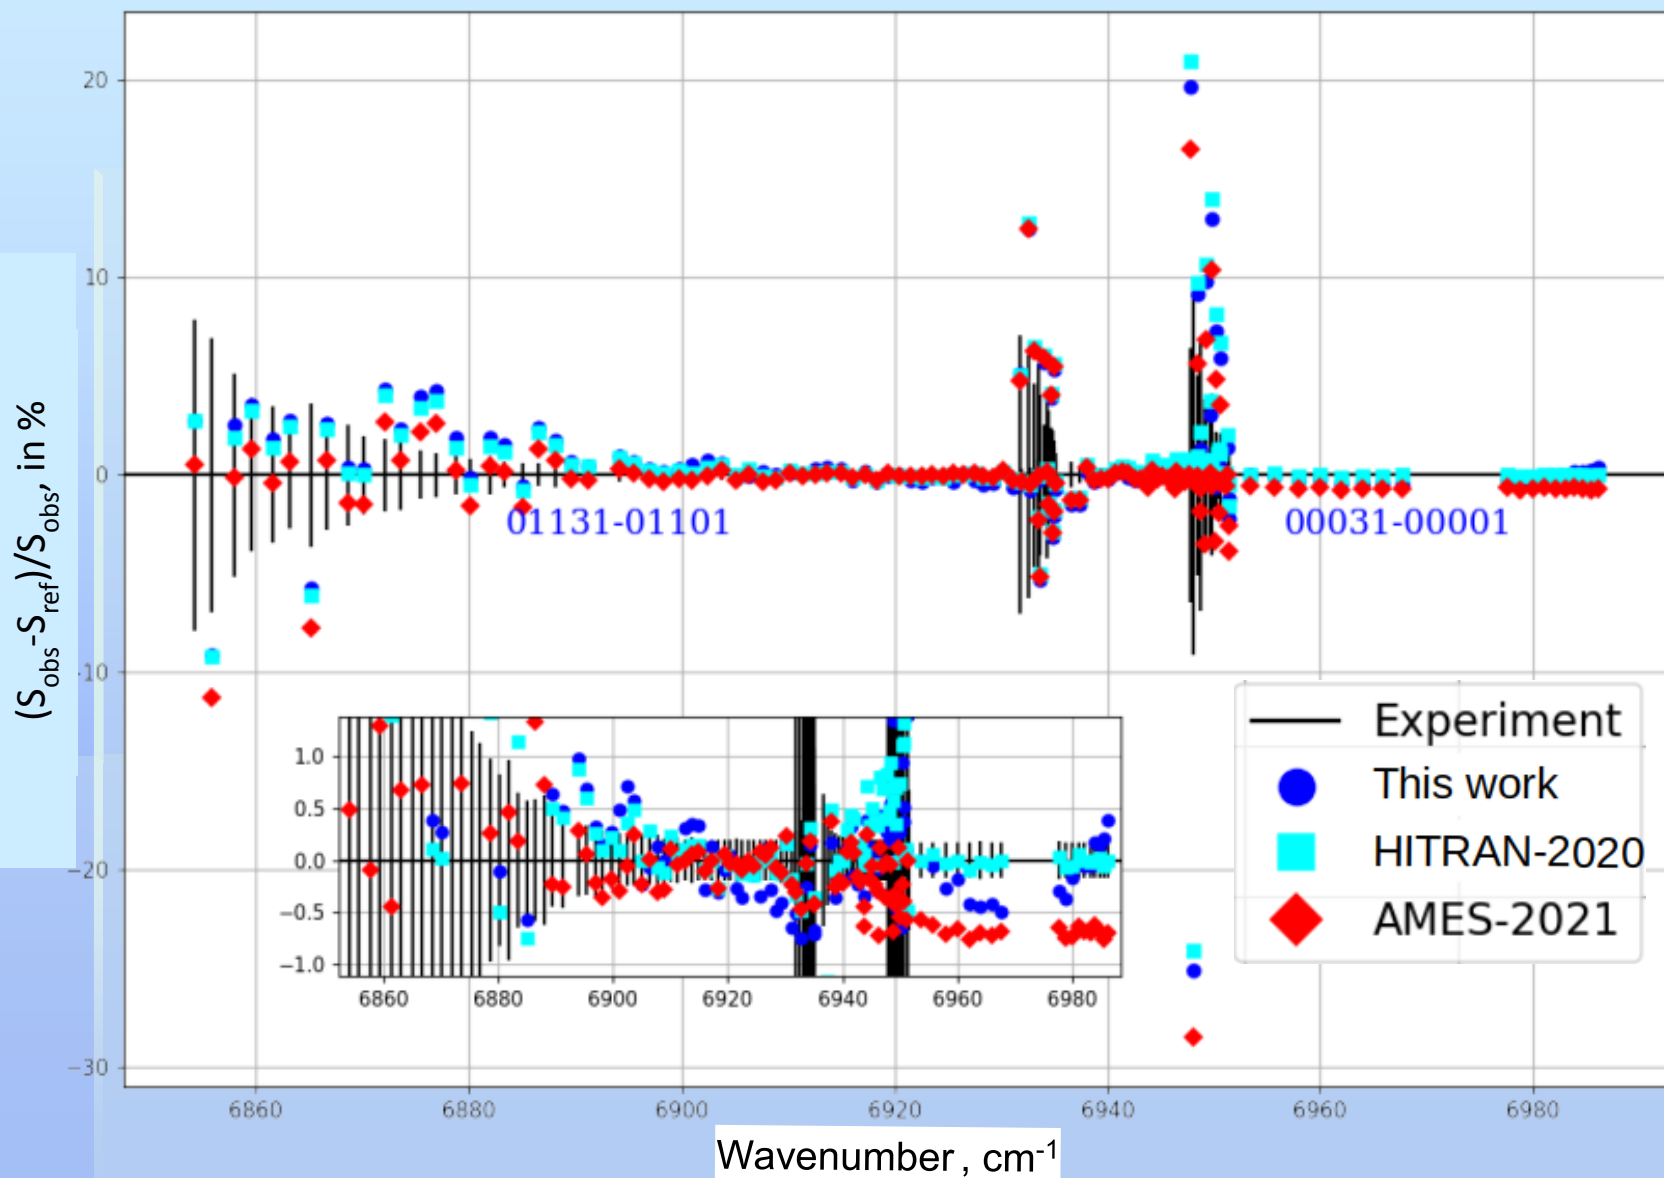 20
10
0
-10
−20
−30
(S_obs-S_ref)/S_obs, in %
01131-01101
00031-00001
Experiment
This work
HITRAN-2020
AMES-2021
1.0
0.5
0.0
−0.5
−1.0
6860 6880 6900 6920 6940 6960 6980
6860 6880 6900 6920 6940 6960 6980
Wavenumber, cm⁻¹